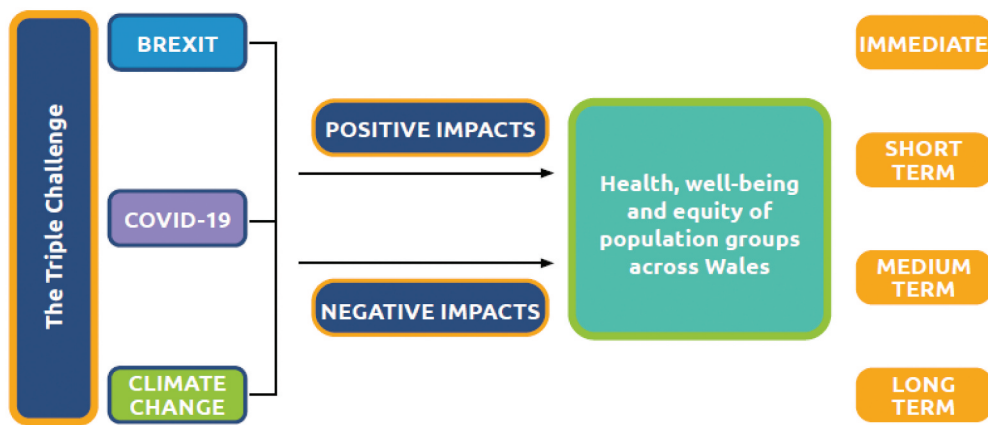 The Triple Challenge
BREXIT
COVID-19
CLIMATE
CHANGE
POSITIVE IMPACTS
NEGATIVE IMPACTS
Health, well-being
and equity of
population groups
across Wales
IMMEDIATE
SHORT
TERM
MEDIUM
TERM
LONG
TERM